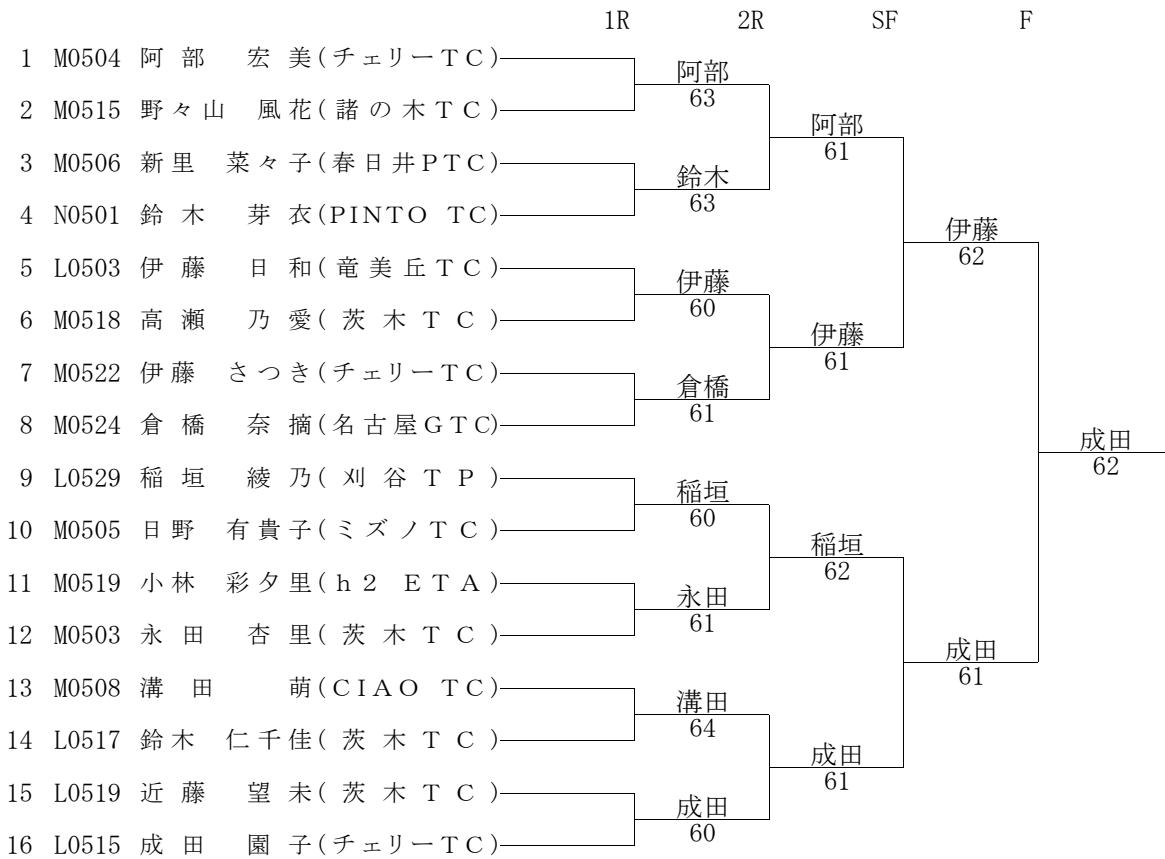 1R 2R SF F
1 M0504 阿部 宏美(チェリーTC)
阿部
63
2 M0515 野々山 風花(諸の木TC)
阿部
61
3 M0506 新里 菜々子(春日井PTC)
鈴木
63
4 N0501 鈴木 芽衣(PINTO TC)
伊藤
62
5 L0503 伊藤 日和(竜美丘TC)
伊藤
60
6 M0518 高瀬 乃愛(茨木TC)
伊藤
61
7 M0522 伊藤 さつき(チェリーTC)
倉橋
61
8 M0524 倉橋 奈摘(名古屋GTC)
成田
62
9 L0529 稲垣 綾乃(刈谷TP)
稲垣
60
10 M0505 日野 有貴子(ミズノTC)
稲垣
62
11 M0519 小林 彩夕里(h2 ETA)
永田
61
12 M0503 永田 杏里(茨木TC)
成田
61
13 M0508 溝田 萌(CIAO TC)
溝田
64
14 L0517 鈴木 仁千佳(茨木TC)
成田
61
15 L0519 近藤 望未(茨木TC)
成田
60
16 L0515 成田 園子(チェリーTC)